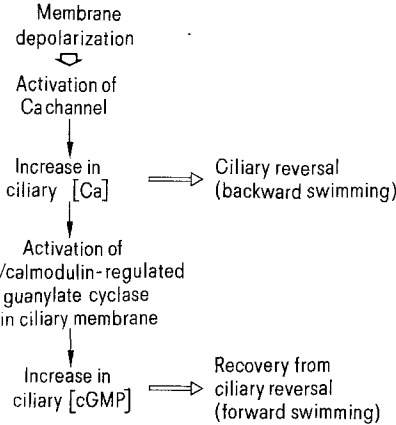 Membrane
depolarization
Activation of
Ca channel
Increase in
ciliary [Ca]
Ciliary reversal
(backward swimming)
Activation of
/calmodulin-regulated
guanylate cyclase
in ciliary membrane
Increase in
ciliary [cGMP]
Recovery from
ciliary reversal
(forward swimming)